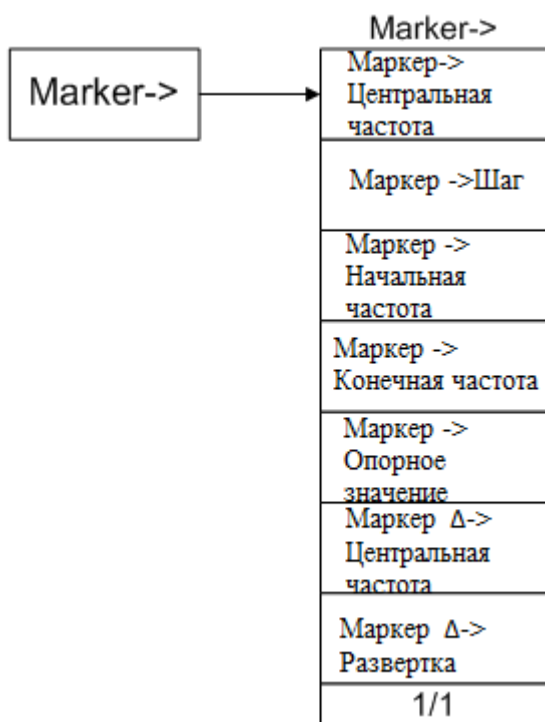 Marker->
Marker->
Маркер->
Центральная
частота
Маркер ->Шаг
Маркер ->
Начальная
частота
Маркер ->
Конечная частота
Маркер ->
Опорное
значение
Маркер Δ->
Центральная
частота
Маркер Δ->
Развертка
1/1